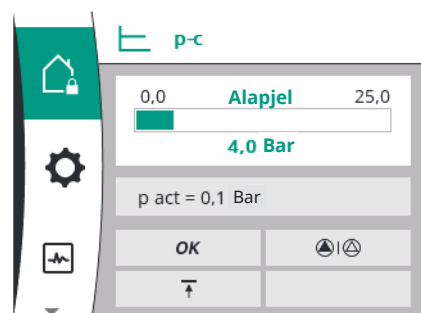 p-c
0,0 Alapjel 25,0
4,0 Bar
p act = 0,1 Bar
OK